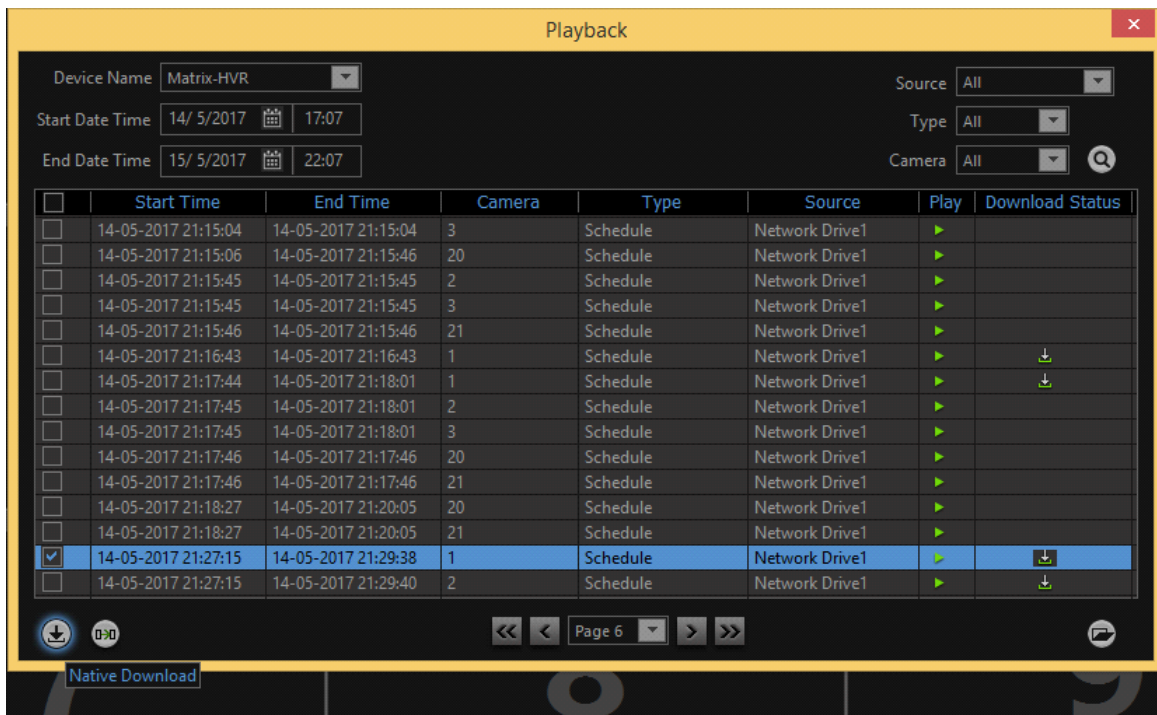 Playback
Device Name Matrix-HVR Source All
Start Date Time 14/ 5/2017 17:07 Type All
End Date Time 15/ 5/2017 22:07 Camera All
Start Time End Time Camera Type Source Play Download Status
14-05-2017 21:15:04 14-05-2017 21:15:04 3 Schedule Network Drive1
14-05-2017 21:15:06 14-05-2017 21:15:46 20 Schedule Network Drive1
14-05-2017 21:15:45 14-05-2017 21:15:45 2 Schedule Network Drive1
14-05-2017 21:15:45 14-05-2017 21:15:45 3 Schedule Network Drive1
14-05-2017 21:15:46 14-05-2017 21:15:46 21 Schedule Network Drive1
14-05-2017 21:16:43 14-05-2017 21:16:43 1 Schedule Network Drive1
14-05-2017 21:17:44 14-05-2017 21:18:01 1 Schedule Network Drive1
14-05-2017 21:17:45 14-05-2017 21:18:01 2 Schedule Network Drive1
14-05-2017 21:17:45 14-05-2017 21:18:01 3 Schedule Network Drive1
14-05-2017 21:17:46 14-05-2017 21:17:46 20 Schedule Network Drive1
14-05-2017 21:17:46 14-05-2017 21:17:46 21 Schedule Network Drive1
14-05-2017 21:18:27 14-05-2017 21:20:05 20 Schedule Network Drive1
14-05-2017 21:18:27 14-05-2017 21:20:05 21 Schedule Network Drive1
14-05-2017 21:27:15 14-05-2017 21:29:38 1 Schedule Network Drive1
14-05-2017 21:27:15 14-05-2017 21:29:40 2 Schedule Network Drive1
Page 6
Native Download
7 8 9